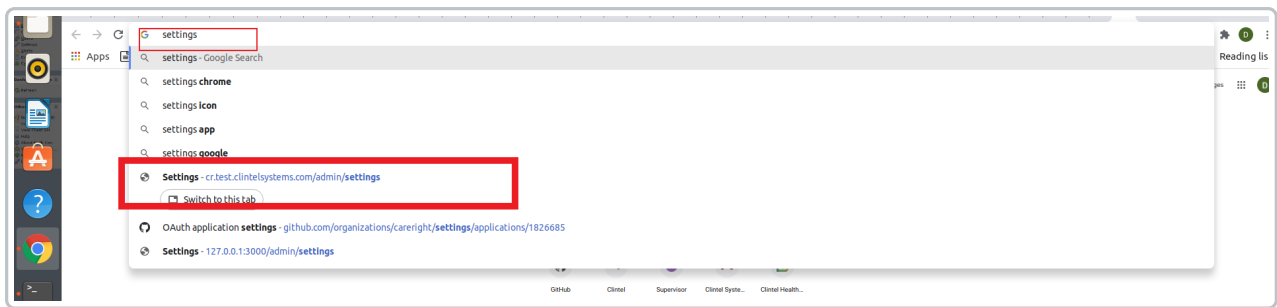 settings
Apps
Reading lis
settings - Google Search
settings chrome
settings icon
settings app
settings google
Settings - cr.test.clintelsystems.com/admin/settings
Switch to this tab
OAuth application settings - github.com/organizations/careright/settings/applications/1826685
Settings - 127.0.0.1:3000/admin/settings
GitHub
Clintel
Supervisor
Clintel Syste...
Clintel Health...
D
D